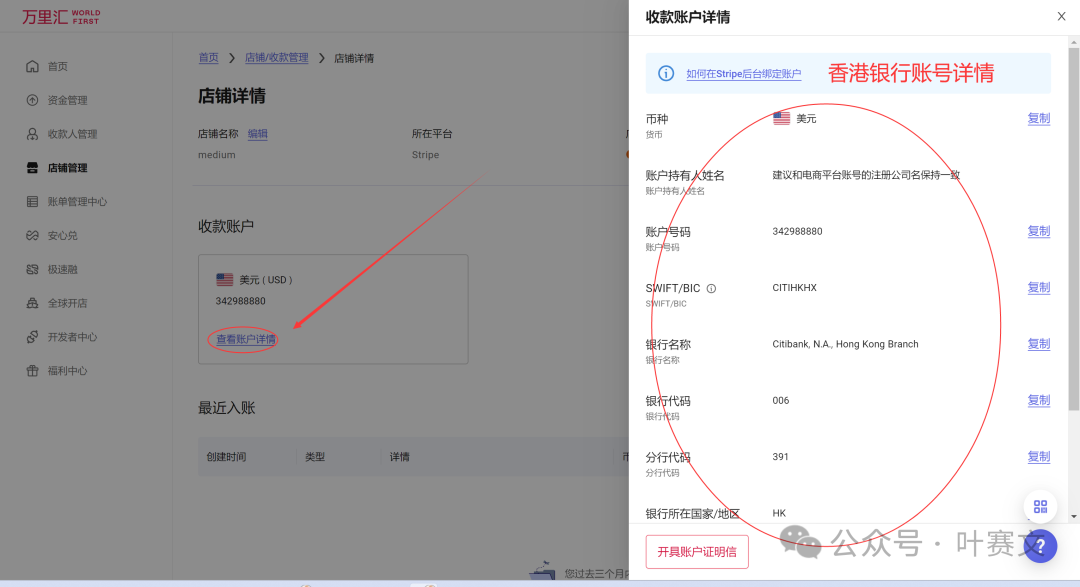 万里汇 WORLD FIRST
首页
资金管理
收款人管理
店铺管理
账单管理中心
安心兑
极速融
全球开店
开发者中心
福利中心
首页 > 店铺/收款管理 > 店铺详情
店铺详情
店铺名称 编辑 所在平台
medium Stripe
收款账户
美元 ( USD )
342988880
查看账户详情
最近入账
创建时间 类型 详情
您过去三个月
收款账户详情
如何在Stripe后台绑定账户 香港银行账号详情
币种 美元 复制
货币
账户持有人姓名 建议和电商平台账号的注册公司名保持一致
账户持有人姓名
账户号码 342988880 复制
账户号码
SWIFT/BIC CITIHKHX 复制
SWIFT/BIC
银行名称 Citibank, N.A., Hong Kong Branch 复制
银行名称
银行代码 006 复制
银行代码
分行代码 391 复制
分行代码
银行所在国家/地区 HK
开具账户证明信
公众号 · 叶赛文
?